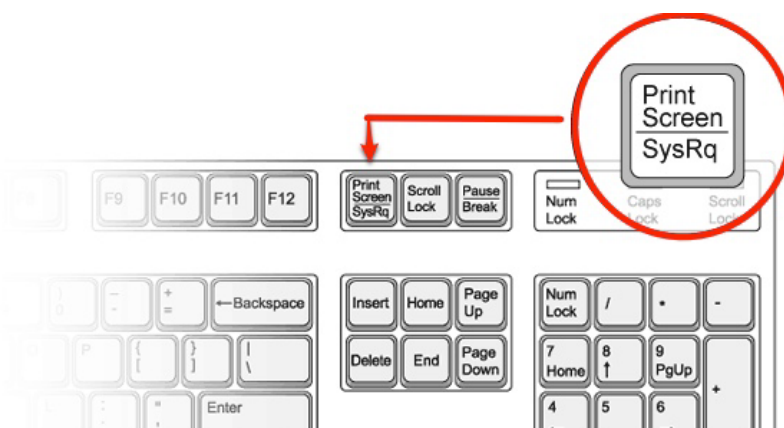 Print
Screen
SysRq
F9
F10
F11
F12
Print
Screen
SysRq
Scroll
Lock
Pause
Break
Num
Lock
Caps
Lock
Scroll
Lock
←Backspace
Insert
Home
Page
Up
Num
Lock
/
*
-
_
-
+
=
)
0
P
{
[
}
]
|
\
Delete
End
Page
Down
7
Home
8
↑
9
PgUp
+
L
:
;
"
'
Enter
4
5
6